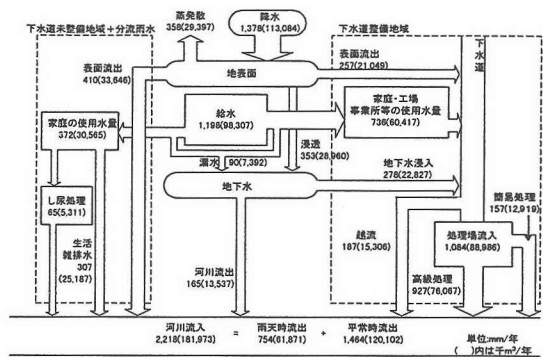 下水道未整備地域＋分流雨水
蒸発散
358(29,397)
降水
1,378(113,084)
下水道整備地域
表面流出
410(33,646)
地表面
表面流出
257(21,049)
下水道
家庭の使用水量
372(30,565)
給水
1,198(98,307)
家庭・工場
事業所等の使用水量
736(60,417)
漏水
90(7,392)
浸透
353(28,960)
し尿処理
65(5,311)
地下水
地下水浸入
278(22,827)
簡易処理
157(12,919)
生活
雑排水
307
(25,187)
河川流出
165(13,537)
越流
187(15,306)
処理場流入
1,084(88,986)
高級処理
927(76,067)
河川流入 = 雨天時流出 + 平常時流出
2,218(181,973) 754(61,871) 1,464(120,102)
単位:mm/年
( )内は千m³/年